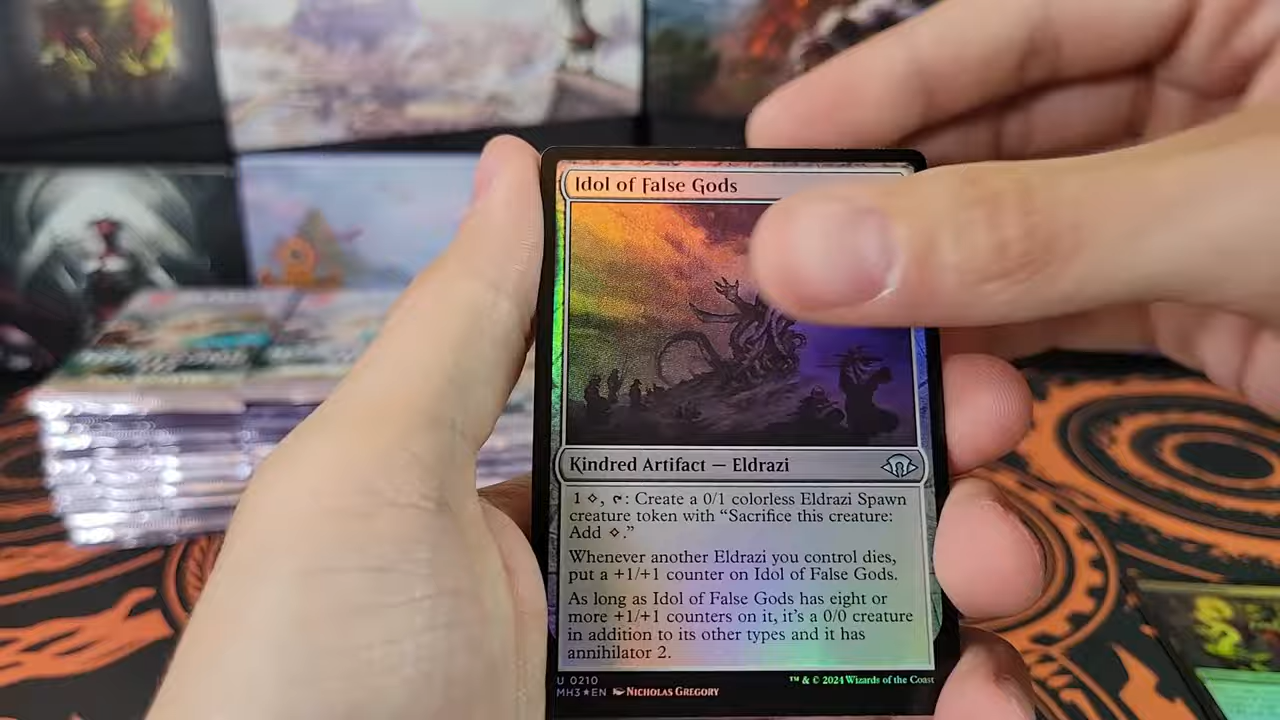 Idol of False Gods
Kindred Artifact — Eldrazi
1 ◇, T: Create a 0/1 colorless Eldrazi Spawn
creature token with “Sacrifice this creature:
Add ◇.”
Whenever another Eldrazi you control dies,
put a +1/+1 counter on Idol of False Gods.
As long as Idol of False Gods has eight or
more +1/+1 counters on it, it's a 0/0 creature
in addition to its other types and it has
annihilator 2.
U 0210
MH3★EN NICHOLAS GREGORY
™ & © 2024 Wizards of the Coast